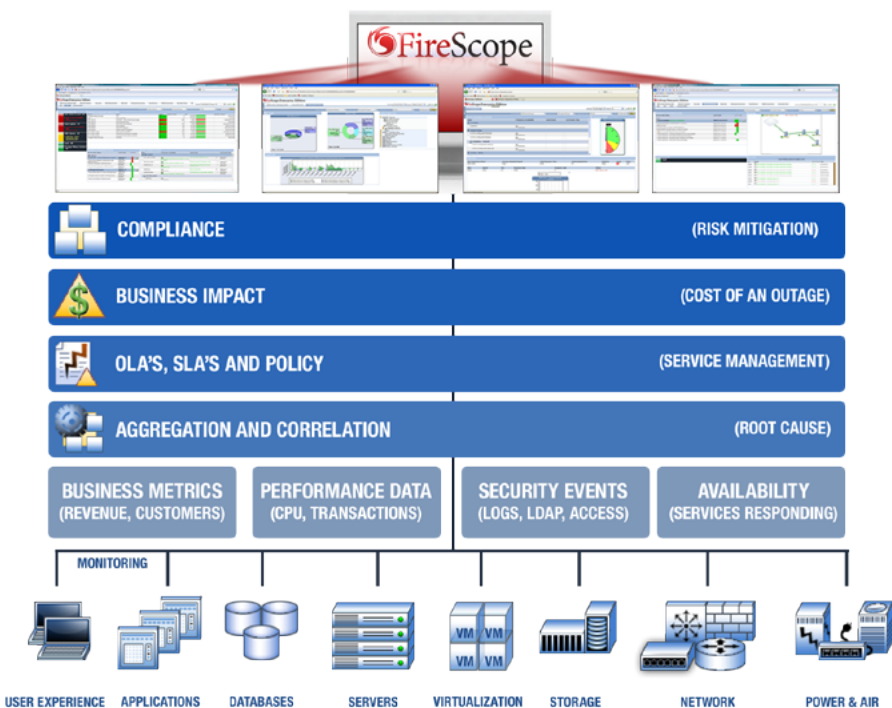 FireScope
COMPLIANCE (RISK MITIGATION)
BUSINESS IMPACT (COST OF AN OUTAGE)
OLA'S, SLA'S AND POLICY (SERVICE MANAGEMENT)
AGGREGATION AND CORRELATION (ROOT CAUSE)
BUSINESS METRICS
(REVENUE, CUSTOMERS)
PERFORMANCE DATA
(CPU, TRANSACTIONS)
SECURITY EVENTS
(LOGS, LDAP, ACCESS)
AVAILABILITY
(SERVICES RESPONDING)
MONITORING
VM VM
VM VM
USER EXPERIENCE APPLICATIONS DATABASES SERVERS VIRTUALIZATION STORAGE NETWORK POWER & AIR